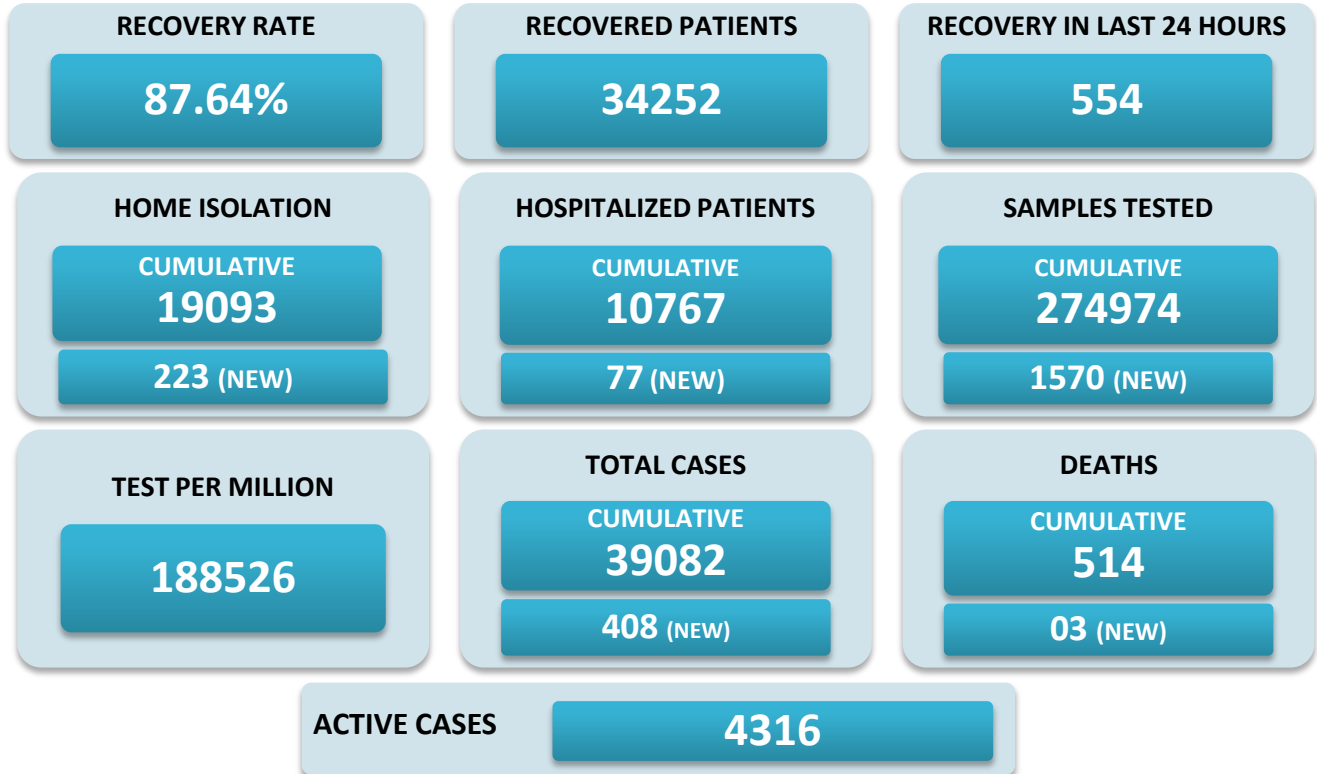 RECOVERY RATE
87.64%
RECOVERED PATIENTS
34252
RECOVERY IN LAST 24 HOURS
554
HOME ISOLATION
CUMULATIVE
19093
223 (NEW)
HOSPITALIZED PATIENTS
CUMULATIVE
10767
77 (NEW)
SAMPLES TESTED
CUMULATIVE
274974
1570 (NEW)
TEST PER MILLION
188526
TOTAL CASES
CUMULATIVE
39082
408 (NEW)
DEATHS
CUMULATIVE
514
03 (NEW)
ACTIVE CASES
4316